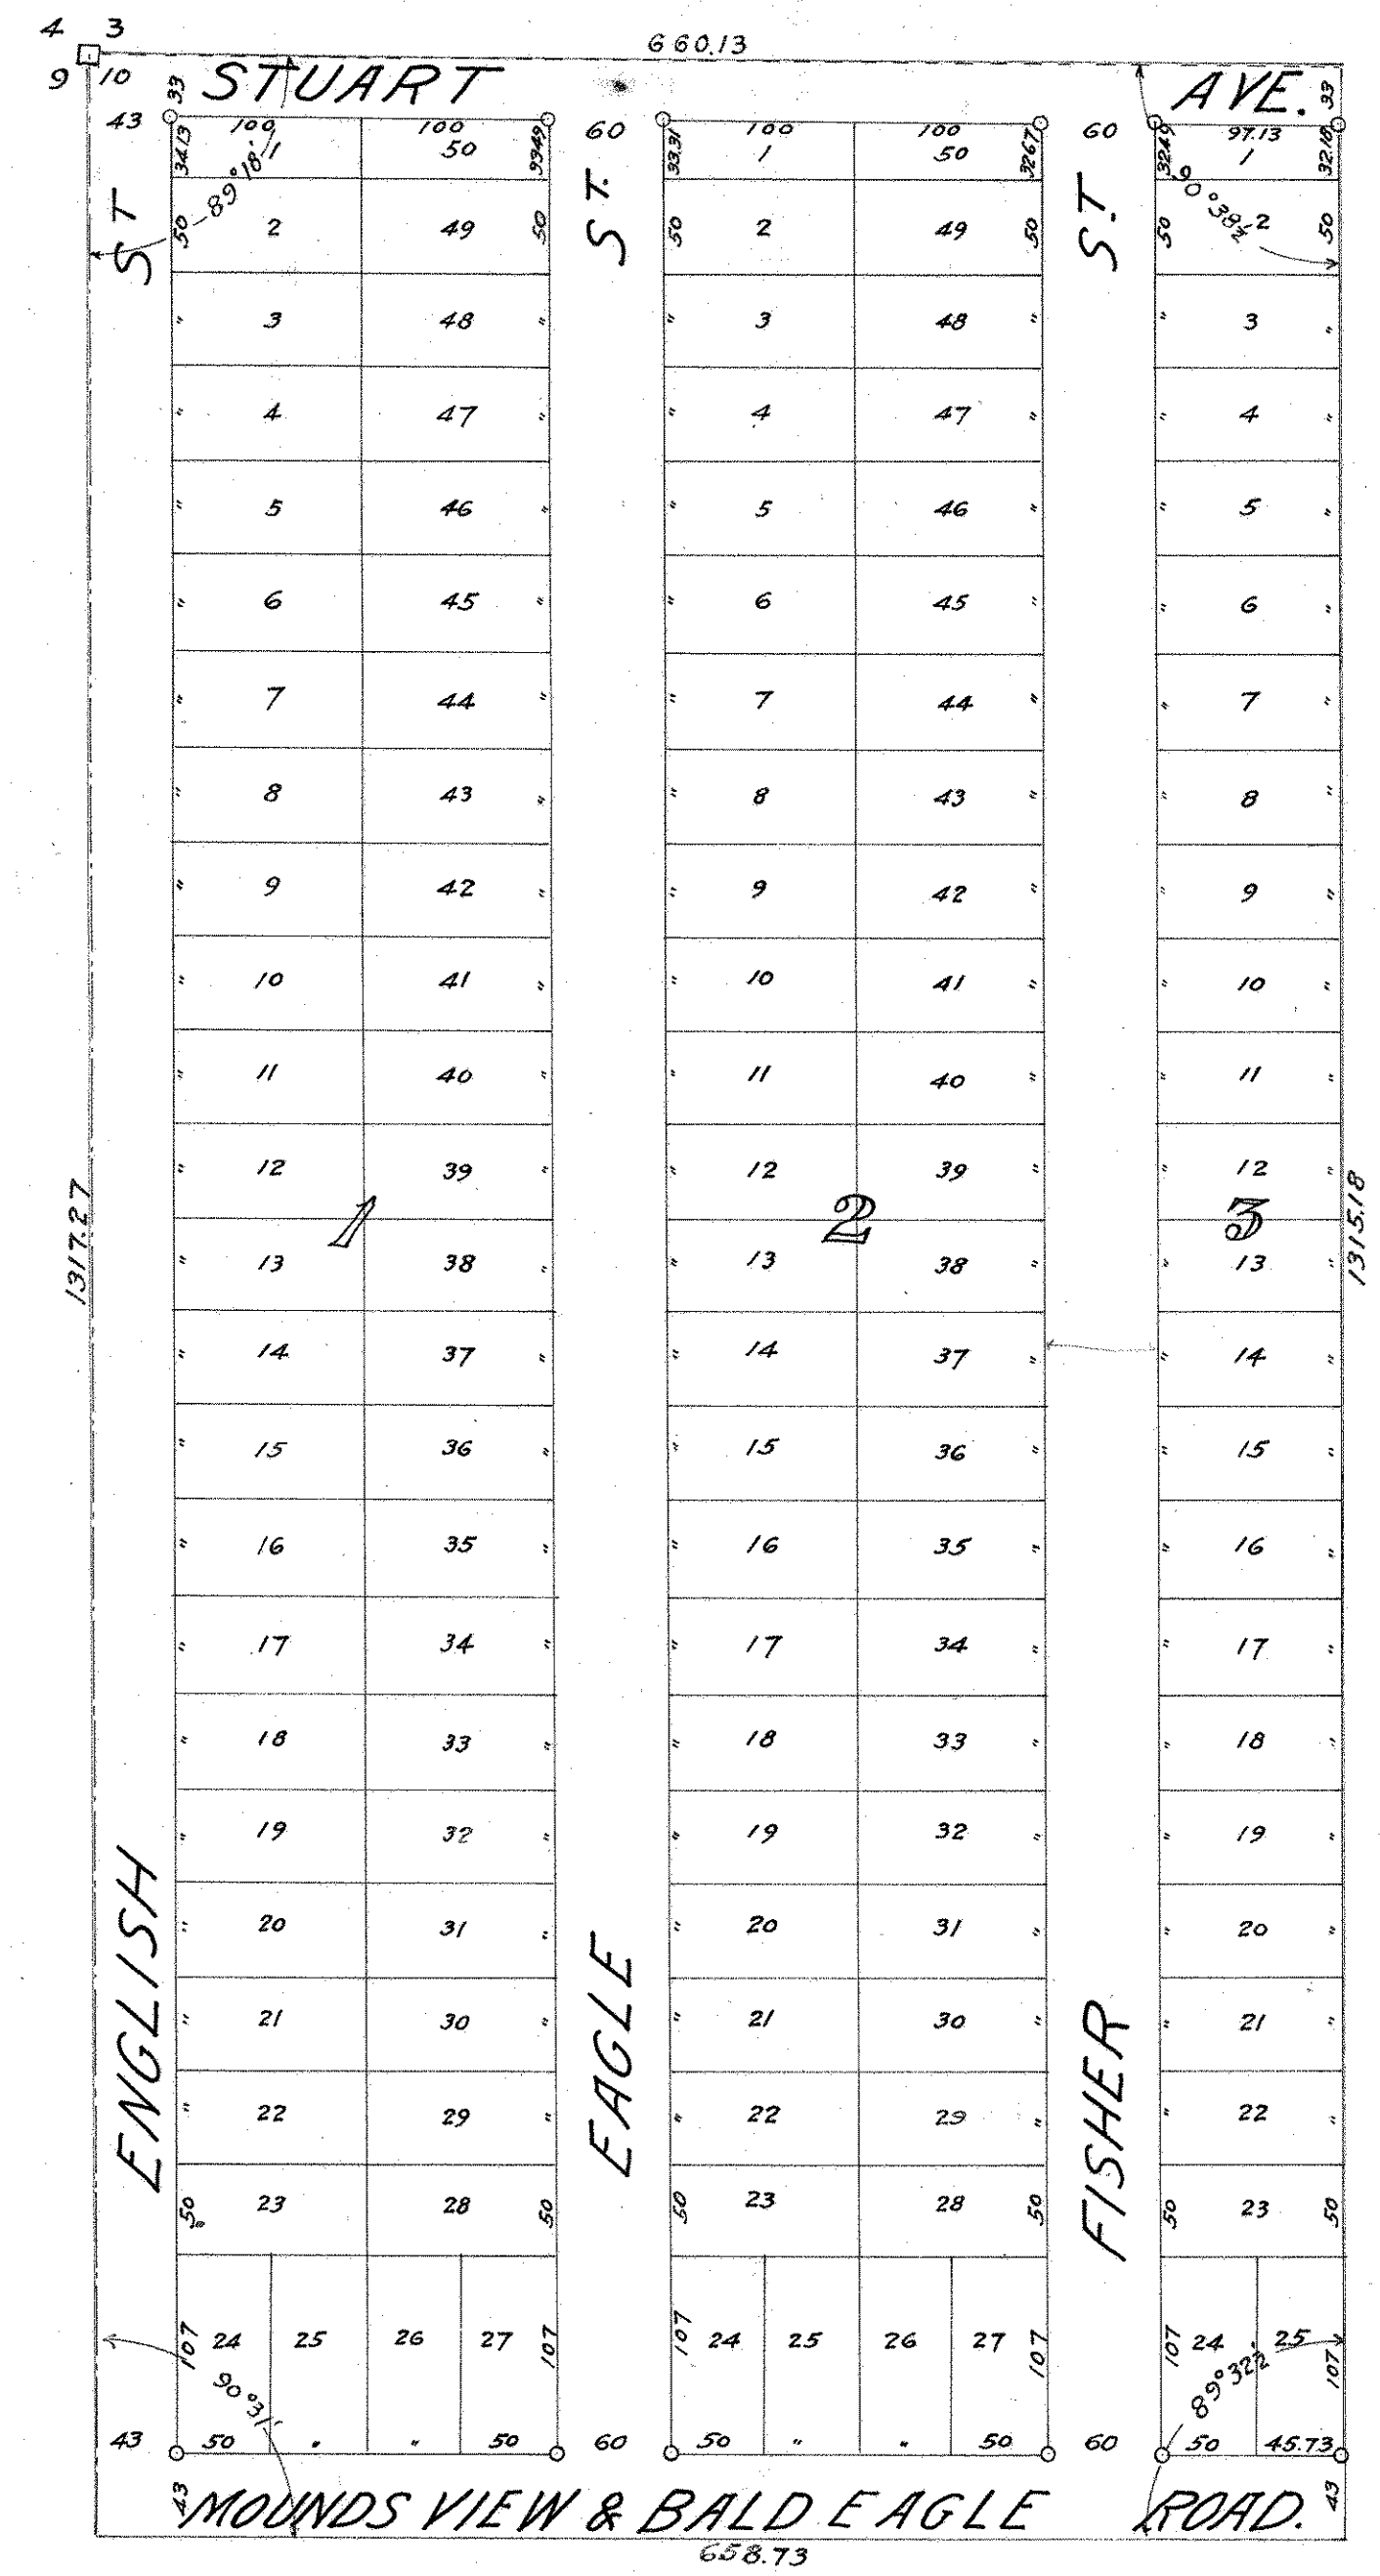 4 3
660.13
9 10
33 STUART AVE. 33
43 100 100 60 100 100 60 97.13
34.13 1 50 33.49 33.31 1 50 32.67 32.49 1 32.18
89°18' 90°38½'
ST ST. ST.
50 2 49 50 50 2 49 50 50 2 50
" 3 48 " " 3 48 " " 3 "
" 4 47 " " 4 47 " " 4 "
" 5 46 " " 5 46 " " 5 "
" 6 45 " " 6 45 " " 6 "
" 7 44 " " 7 44 " " 7 "
" 8 43 " " 8 43 " " 8 "
" 9 42 " " 9 42 " " 9 "
" 10 41 " " 10 41 " " 10 "
" 11 40 " " 11 40 " " 11 "
" 12 39 " " 12 39 " " 12 "
1317.27 1 2 3 1315.18
" 13 38 " " 13 38 " " 13 "
" 14 37 " " 14 37 " " 14 "
" 15 36 " " 15 36 " " 15 "
" 16 35 " " 16 35 " " 16 "
" 17 34 " " 17 34 " " 17 "
" 18 33 " " 18 33 " " 18 "
" 19 32 " " 19 32 " " 19 "
" 20 31 " " 20 31 " " 20 "
" 21 30 " " 21 30 " " 21 "
" 22 29 " " 22 29 " " 22 "
ENGLISH EAGLE FISHER
50 23 28 50 50 23 28 50 50 23 50
107 24 25 26 27 107 107 24 25 26 27 107 107 24 25 107
90°31' 89°32½'
43 50 " " 50 60 50 " " 50 60 50 45.73
43 MOUNDS VIEW & BALD EAGLE ROAD. 43
658.73